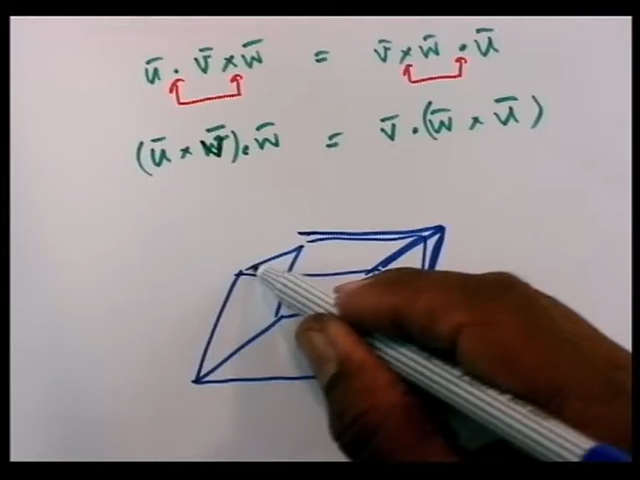 ū · v̄ × w̄ = v̄ × w̄ · ū
(ū × v̄) · w̄ = v̄ · (w̄ × ū)